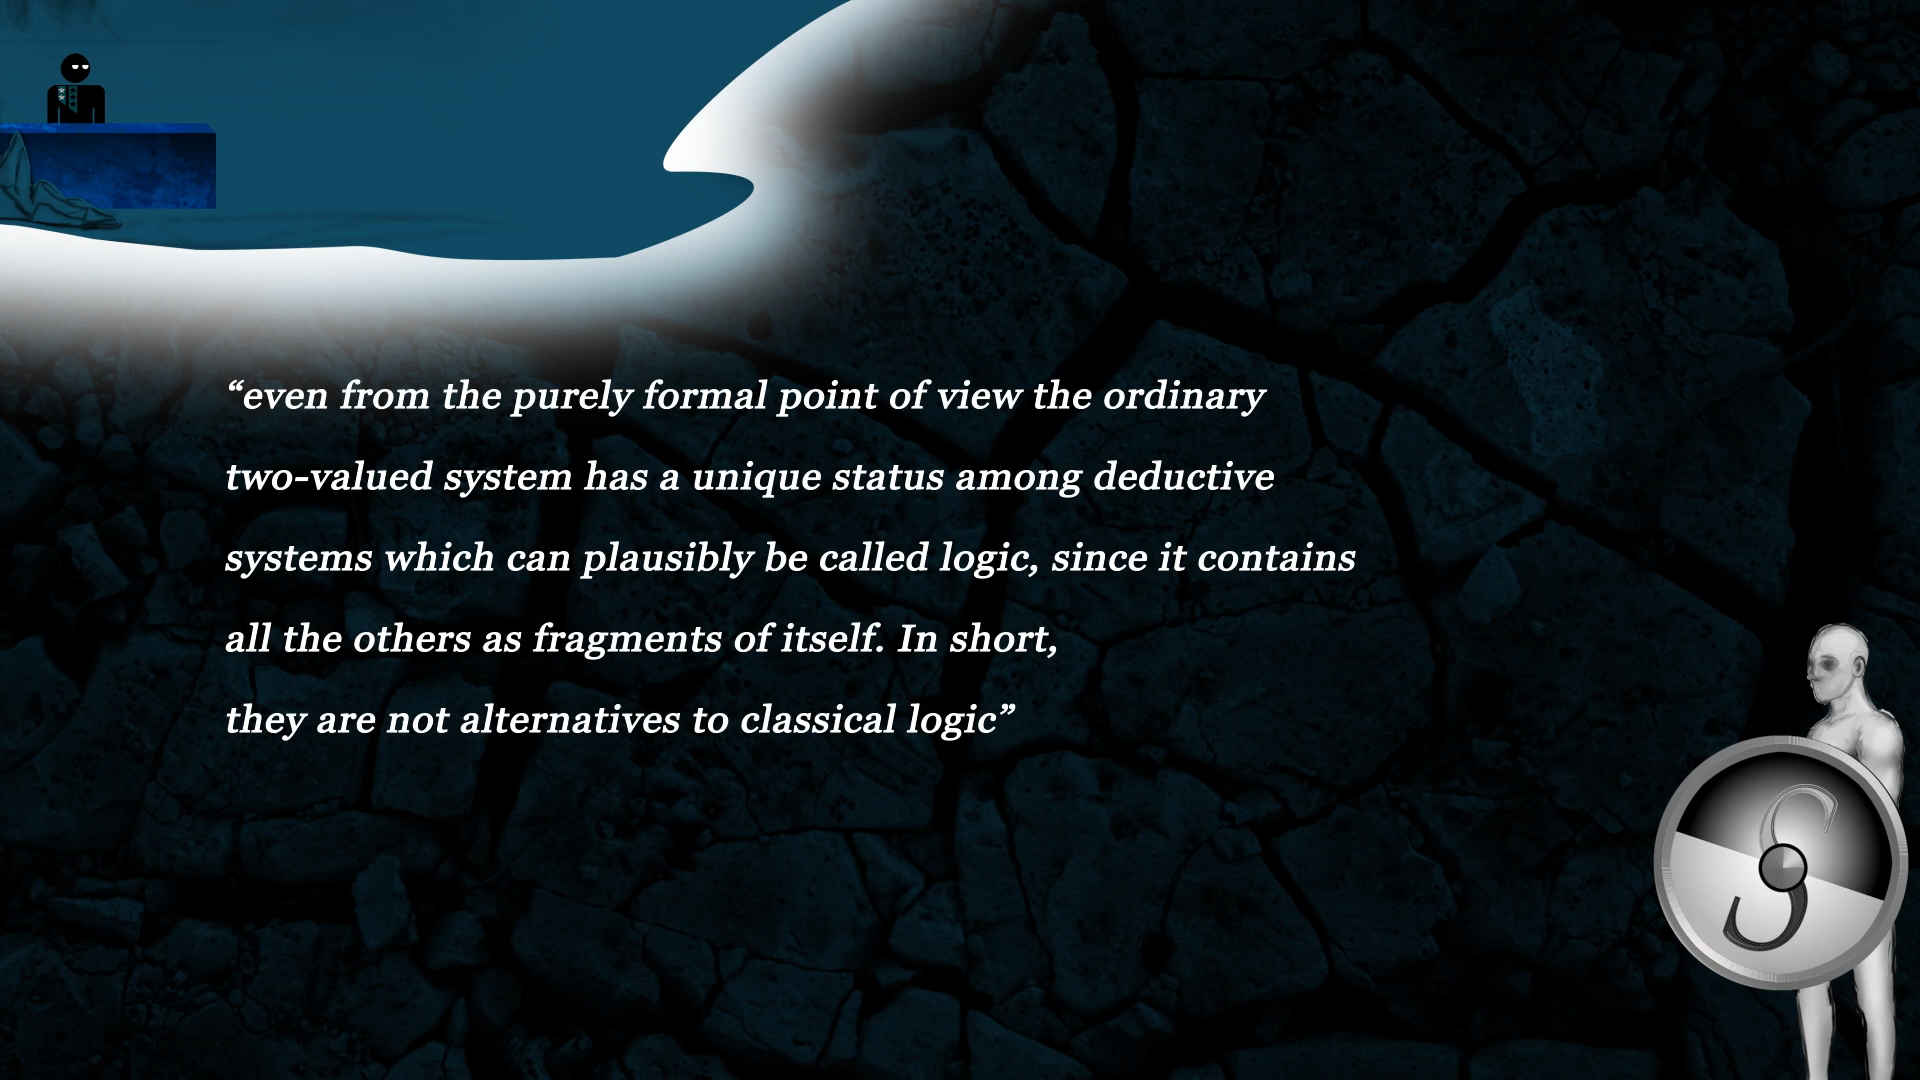 “even from the purely formal point of view the ordinary
two-valued system has a unique status among deductive
systems which can plausibly be called logic, since it contains
all the others as fragments of itself. In short,
they are not alternatives to classical logic”
S